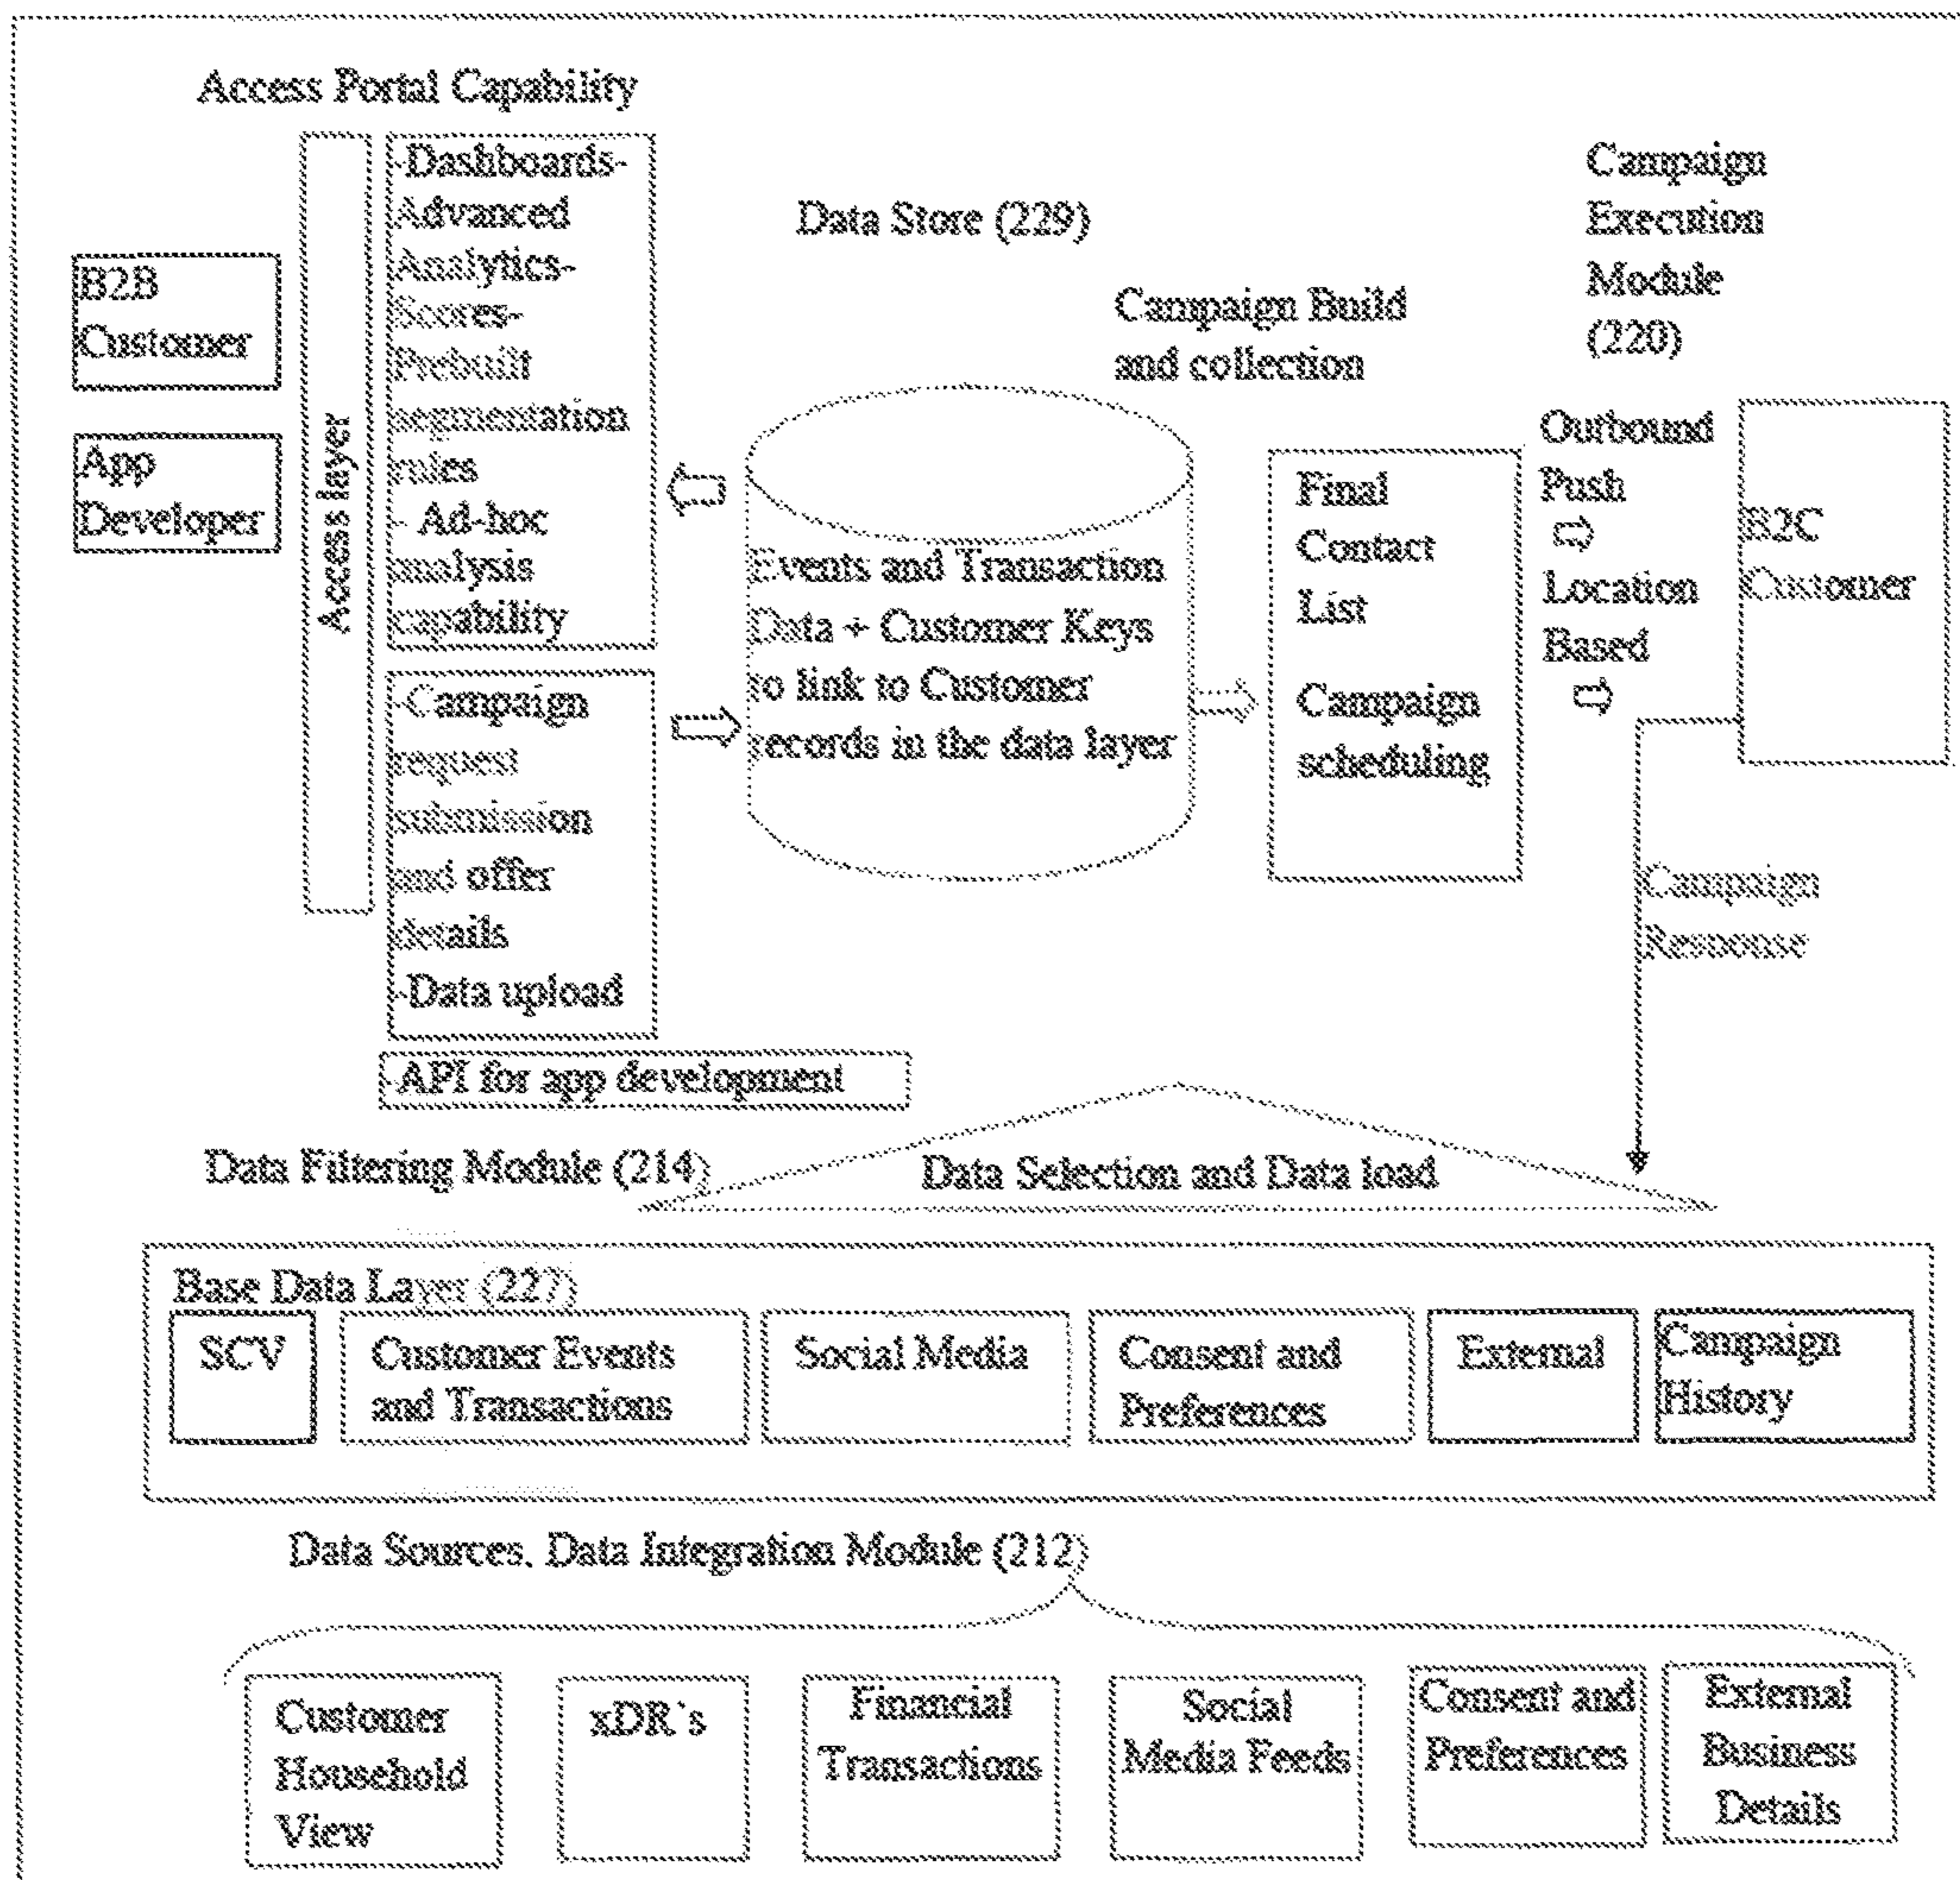 Access Portal Capability
B2B
Customer
App
Developer
Access layer
-Dashboards-
Advanced
Analytics-
Scores-
Prebuilt
segmentation
rules
- Ad-hoc
analysis
capability
-Campaign
request
submission
and offer
details
-Data upload
-API for app development
Data Store (229)
Events and Transaction
Data + Customer Keys
to link to Customer
records in the data layer
Campaign Build
and collection
Final
Contact
List
Campaign
scheduling
Campaign
Execution
Module
(220)
Outbound
Push
Location
Based
B2C
Customer
Campaign
Response
Data Filtering Module (214)
Data Selection and Data load
Base Data Layer (227)
SCV
Customer Events
and Transactions
Social Media
Consent and
Preferences
External
Campaign
History
Data Sources. Data Integration Module (212)
Customer
Household
View
xDR`s
Financial
Transactions
Social
Media Feeds
Consent and
Preferences
External
Business
Details